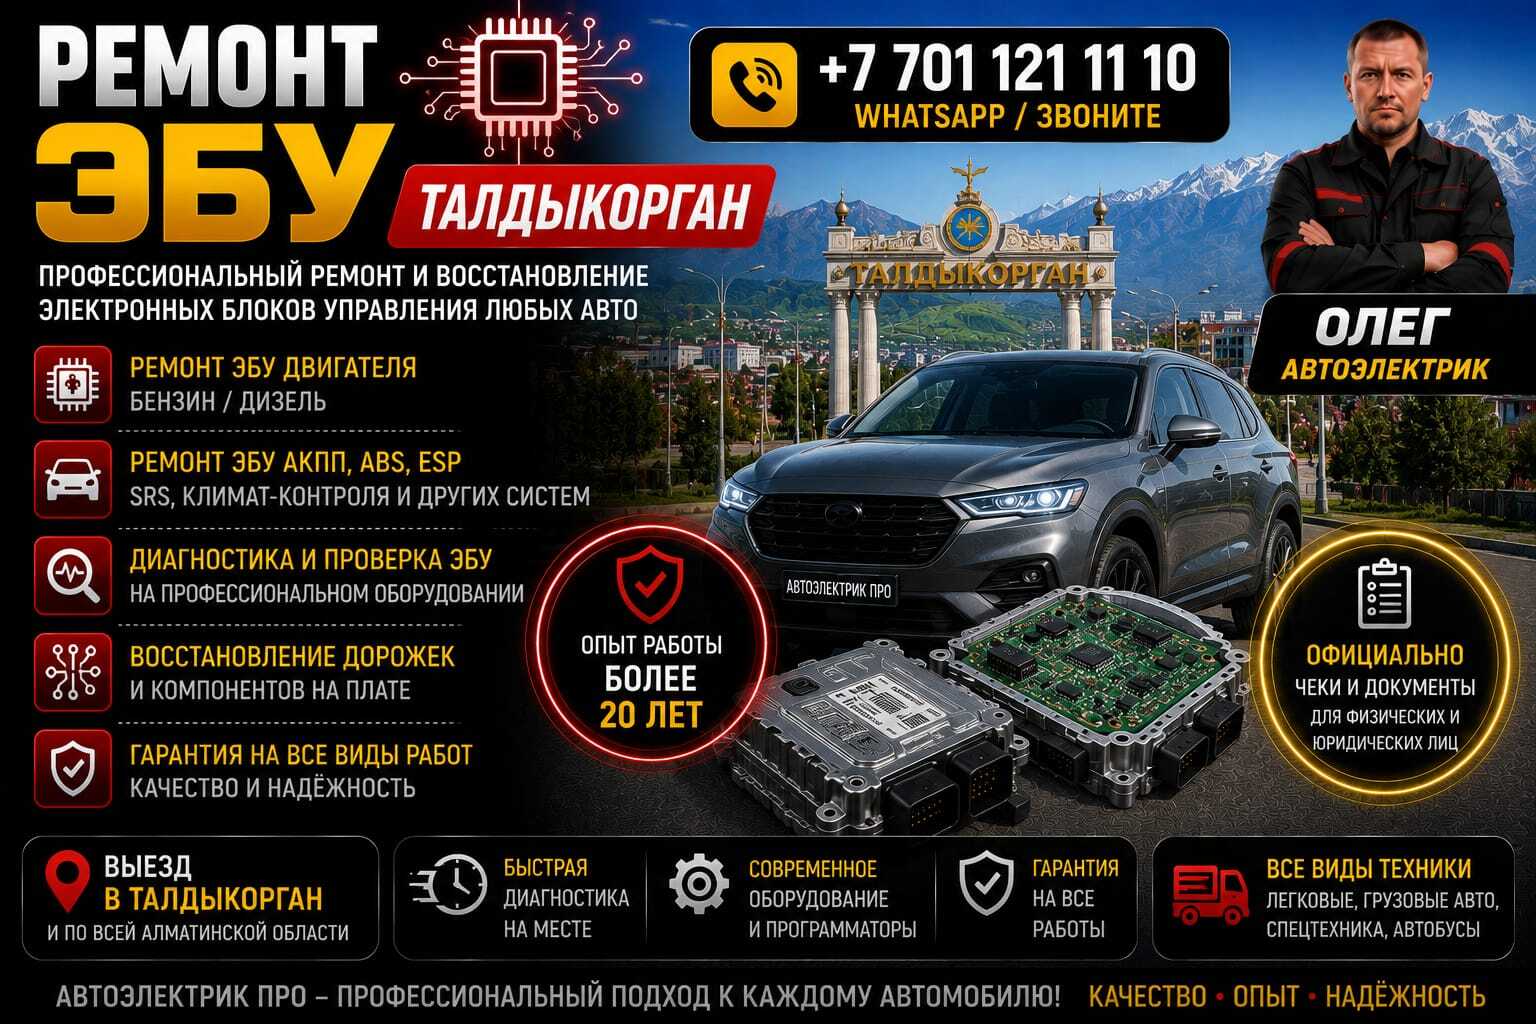 РЕМОНТ
ЭБУ
ТАЛДЫКОРГАН
ПРОФЕССИОНАЛЬНЫЙ РЕМОНТ И ВОССТАНОВЛЕНИЕ
ЭЛЕКТРОННЫХ БЛОКОВ УПРАВЛЕНИЯ ЛЮБЫХ АВТО
+7 701 121 11 10
WHATSAPP / ЗВОНИТЕ
ТАЛДЫКОРГАН
ОЛЕГ
АВТОЭЛЕКТРИК
РЕМОНТ ЭБУ ДВИГАТЕЛЯ
БЕНЗИН / ДИЗЕЛЬ
РЕМОНТ ЭБУ АКПП, ABS, ESP
SRS, КЛИМАТ-КОНТРОЛЯ И ДРУГИХ СИСТЕМ
ДИАГНОСТИКА И ПРОВЕРКА ЭБУ
НА ПРОФЕССИОНАЛЬНОМ ОБОРУДОВАНИИ
ВОССТАНОВЛЕНИЕ ДОРОЖЕК
И КОМПОНЕНТОВ НА ПЛАТЕ
ГАРАНТИЯ НА ВСЕ ВИДЫ РАБОТ
КАЧЕСТВО И НАДЁЖНОСТЬ
ОПЫТ РАБОТЫ
БОЛЕЕ
20 ЛЕТ
АВТОЭЛЕКТРИК ПРО
ОФИЦИАЛЬНО
ЧЕКИ И ДОКУМЕНТЫ
ДЛЯ ФИЗИЧЕСКИХ И
ЮРИДИЧЕСКИХ ЛИЦ
ВЫЕЗД
В ТАЛДЫКОРГАН
И ПО ВСЕЙ АЛМАТИНСКОЙ ОБЛАСТИ
БЫСТРАЯ
ДИАГНОСТИКА
НА МЕСТЕ
СОВРЕМЕННОЕ
ОБОРУДОВАНИЕ
И ПРОГРАММАТОРЫ
ГАРАНТИЯ
НА ВСЕ
РАБОТЫ
ВСЕ ВИДЫ ТЕХНИКИ
ЛЕГКОВЫЕ, ГРУЗОВЫЕ АВТО,
СПЕЦТЕХНИКА, АВТОБУСЫ
АВТОЭЛЕКТРИК ПРО – ПРОФЕССИОНАЛЬНЫЙ ПОДХОД К КАЖДОМУ АВТОМОБИЛЮ!
КАЧЕСТВО • ОПЫТ • НАДЁЖНОСТЬ